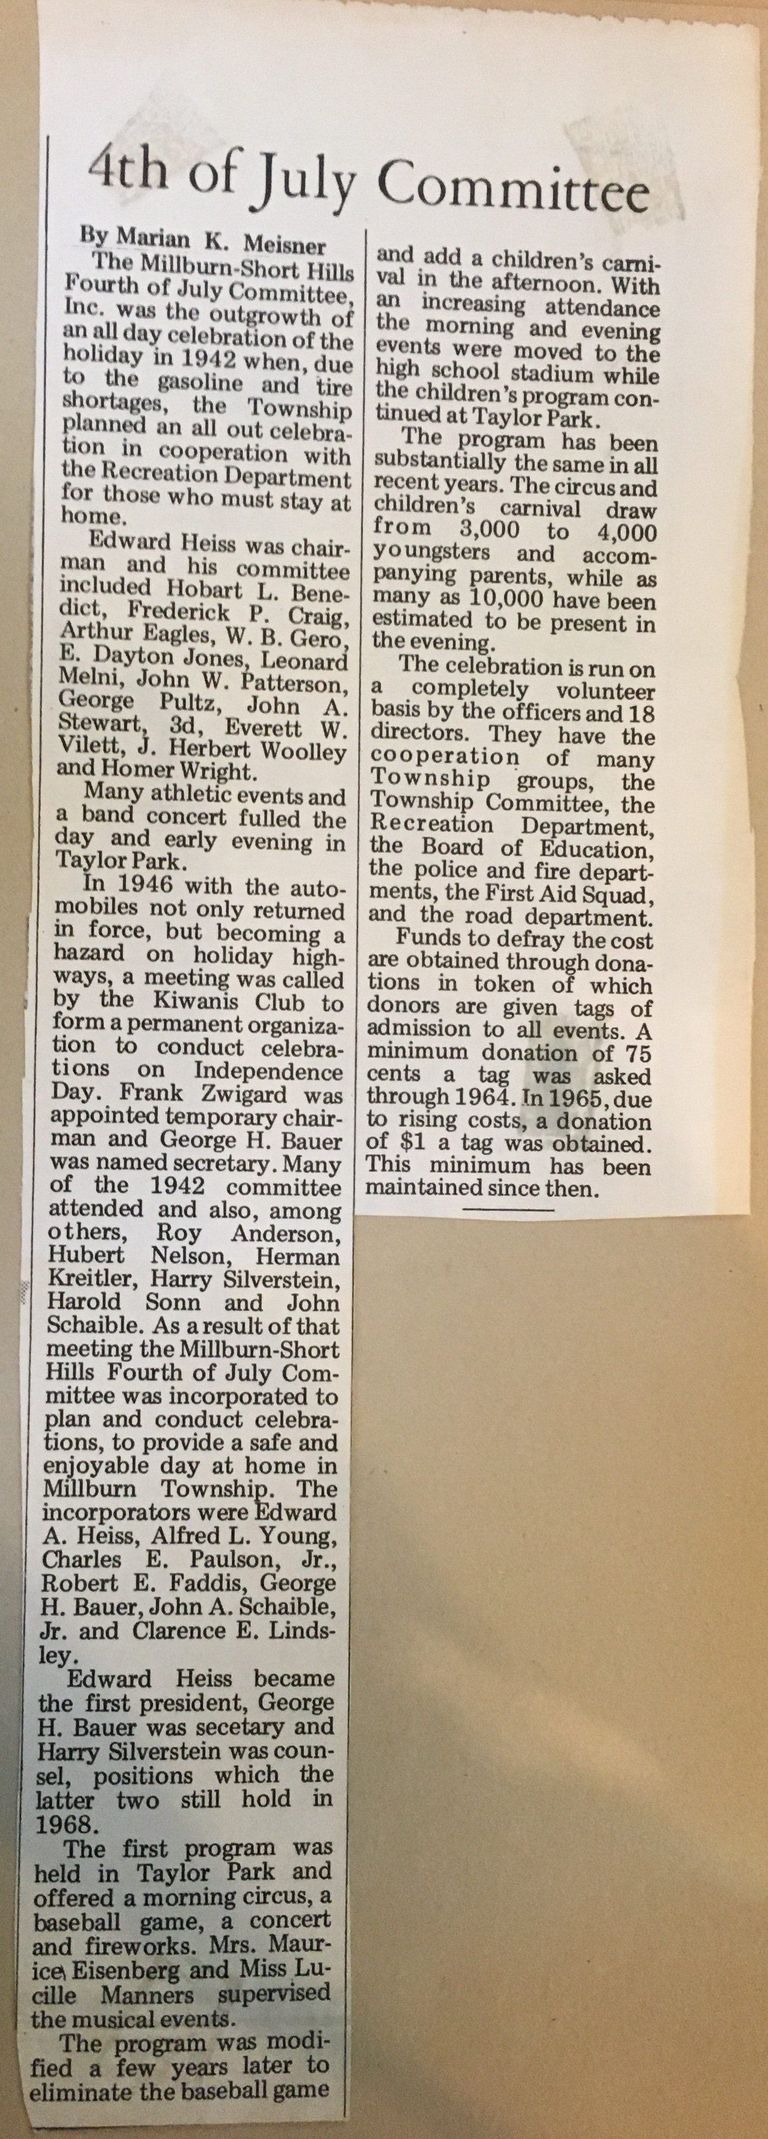 4th of July Committee
By Marian K. Meisner
The Millburn-Short Hills
Fourth of July Committee,
Inc. was the outgrowth of
an all day celebration of the
holiday in 1942 when, due
to the gasoline and tire
shortages, the Township
planned an all out celebra-
tion in cooperation with
the Recreation Department
for those who must stay at
home.
Edward Heiss was chair-
man and his committee
included Hobart L. Bene-
dict, Frederick P. Craig,
Arthur Eagles, W. B. Gero,
E. Dayton Jones, Leonard
Melni, John W. Patterson,
George Pultz, John A.
Stewart, 3d, Everett W.
Vilett, J. Herbert Woolley
and Homer Wright.
Many athletic events and
a band concert fulled the
day and early evening in
Taylor Park.
In 1946 with the auto-
mobiles not only returned
in force, but becoming a
hazard on holiday high-
ways, a meeting was called
by the Kiwanis Club to
form a permanent organiza-
tion to conduct celebra-
tions on Independence
Day. Frank Zwigard was
appointed temporary chair-
man and George H. Bauer
was named secretary. Many
of the 1942 committee
attended and also, among
others, Roy Anderson,
Hubert Nelson, Herman
Kreitler, Harry Silverstein,
Harold Sonn and John
Schaible. As a result of that
meeting the Millburn-Short
Hills Fourth of July Com-
mittee was incorporated to
plan and conduct celebra-
tions, to provide a safe and
enjoyable day at home in
Millburn Township. The
incorporators were Edward
A. Heiss, Alfred L. Young,
Charles E. Paulson, Jr.,
Robert E. Faddis, George
H. Bauer, John A. Schaible,
Jr. and Clarence E. Linds-
ley.
Edward Heiss became
the first president, George
H. Bauer was secetary and
Harry Silverstein was coun-
sel, positions which the
latter two still hold in
1968.
The first program was
held in Taylor Park and
offered a morning circus, a
baseball game, a concert
and fireworks. Mrs. Maur-
ice Eisenberg and Miss Lu-
cille Manners supervised
the musical events.
The program was modi-
fied a few years later to
eliminate the baseball game
and add a children's carni-
val in the afternoon. With
an increasing attendance
the morning and evening
events were moved to the
high school stadium while
the children's program con-
tinued at Taylor Park.
The program has been
substantially the same in all
recent years. The circus and
children's carnival draw
from 3,000 to 4,000
youngsters and accom-
panying parents, while as
many as 10,000 have been
estimated to be present in
the evening.
The celebration is run on
a completely volunteer
basis by the officers and 18
directors. They have the
cooperation of many
Township groups, the
Township Committee, the
Recreation Department,
the Board of Education,
the police and fire depart-
ments, the First Aid Squad,
and the road department.
Funds to defray the cost
are obtained through dona-
tions in token of which
donors are given tags of
admission to all events. A
minimum donation of 75
cents a tag was asked
through 1964. In 1965, due
to rising costs, a donation
of $1 a tag was obtained.
This minimum has been
maintained since then.